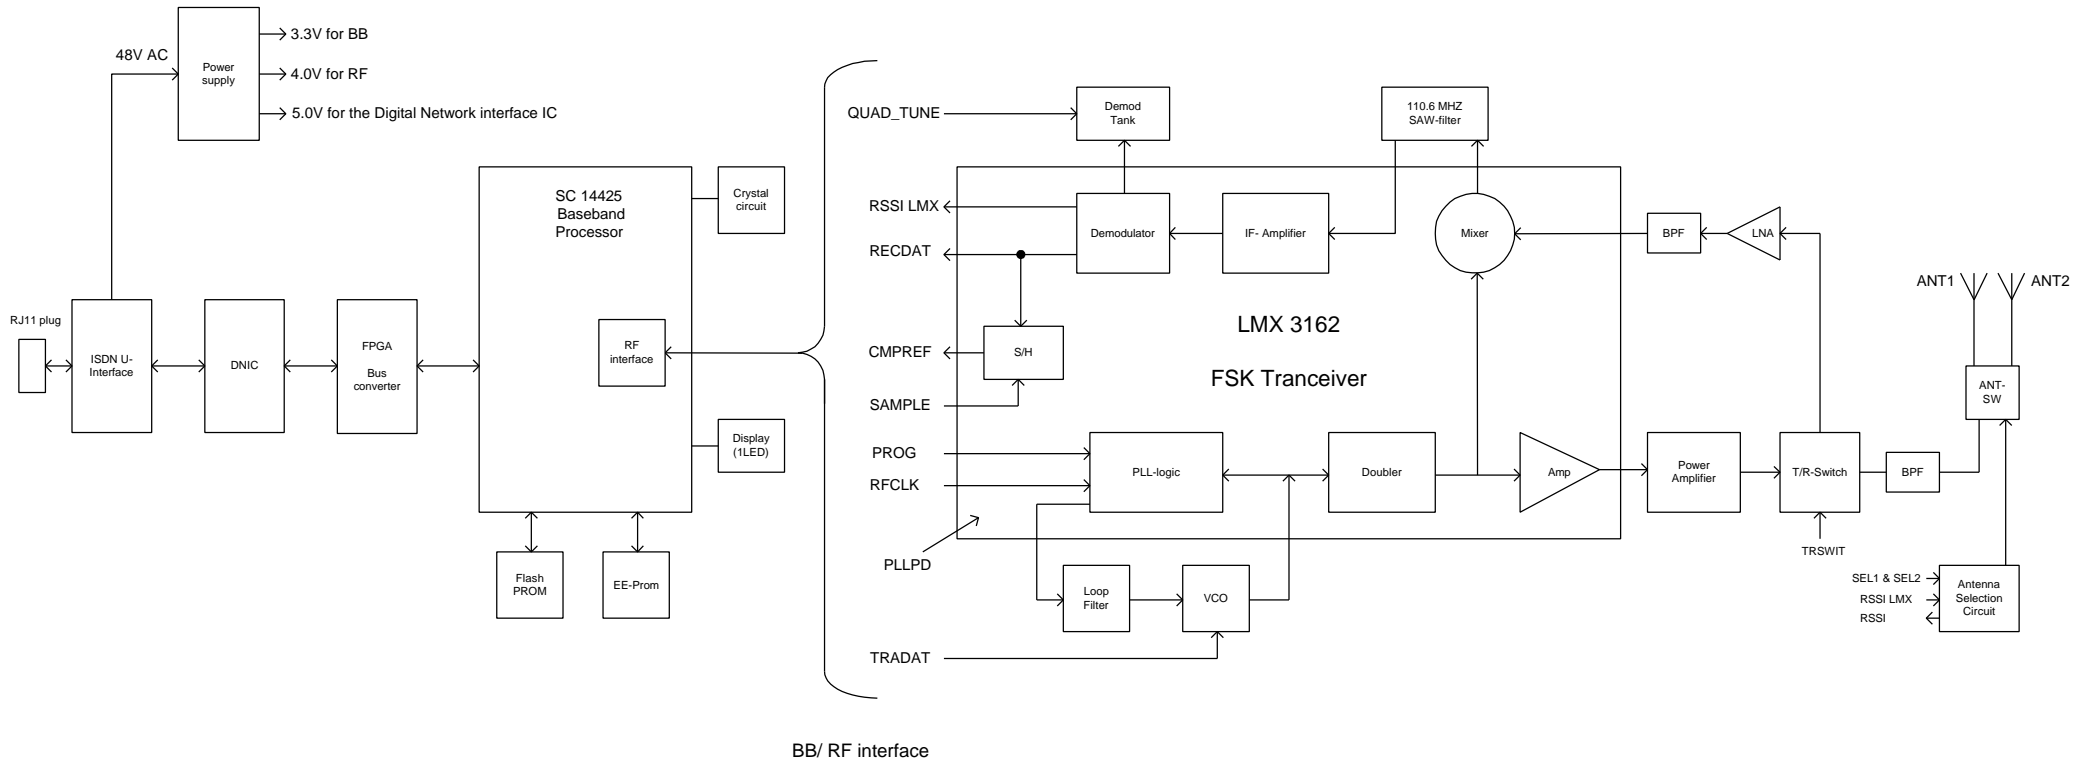 48V AC
Power
supply
3.3V for BB
4.0V for RF
5.0V for the Digital Network interface IC
RJ11 plug
ISDN U-
Interface
DNIC
FPGA
Bus
converter
SC 14425
Baseband
Processor
RF
interface
Crystal
circuit
Display
(1LED)
Flash
PROM
EE-Prom
QUAD_TUNE
RSSI LMX
RECDAT
CMPREF
SAMPLE
PROG
RFCLK
PLLPD
TRADAT
Demod
Tank
110.6 MHZ
SAW-filter
Demodulator
IF- Amplifier
Mixer
BPF
LNA
S/H
LMX 3162
FSK Tranceiver
PLL-logic
Doubler
Amp
Power
Amplifier
T/R-Switch
BPF
TRSWIT
Loop
Filter
VCO
ANT1
ANT2
ANT-
SW
SEL1 & SEL2
RSSI LMX
RSSI
Antenna
Selection
Circuit
BB/ RF interface